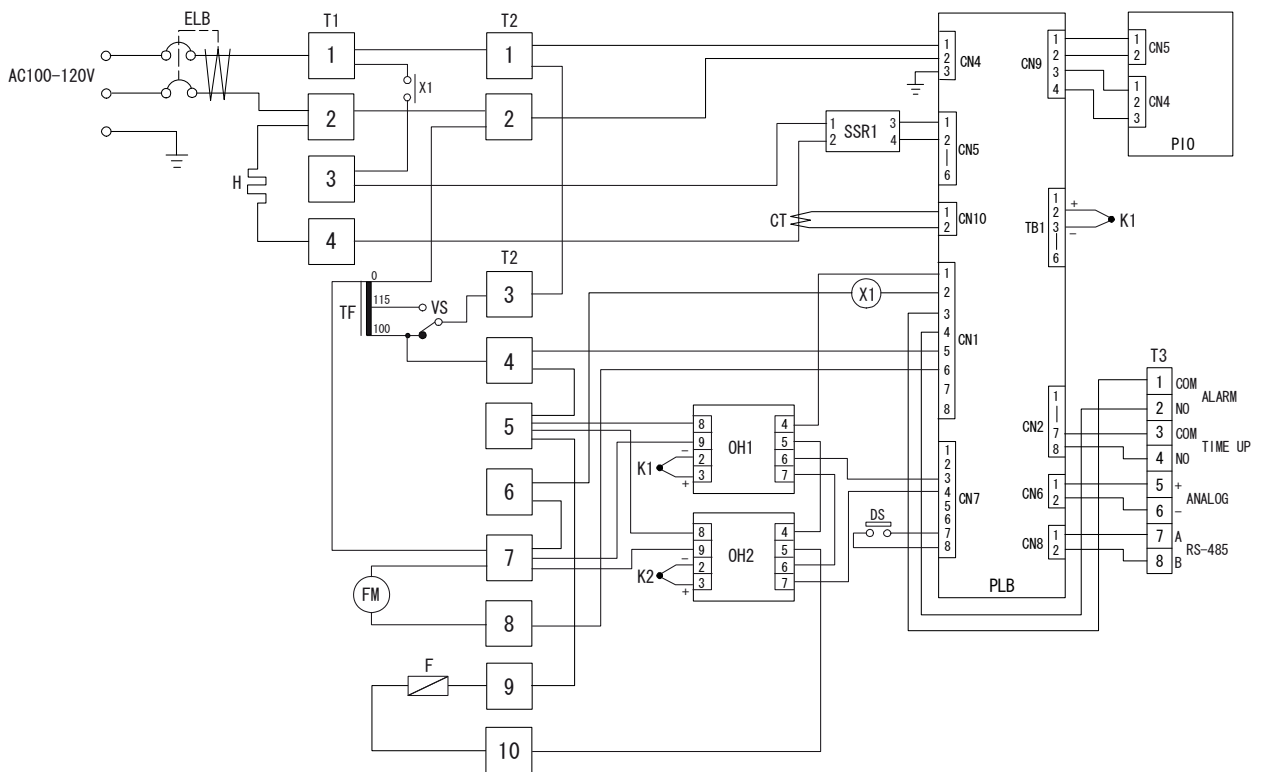 ELB
AC100-120V
T1
1
2
3
4
X1
H
T2
1
2
T2
3
4
5
6
7
8
9
10
TF
0
115
100
VS
FM
F
1
2
SSR1
3
4
CT
X1
K1
−
+
8
9
2
3
OH1
4
5
6
7
K2
−
+
8
9
2
3
OH2
4
5
6
7
DS
1
2
3
CN4
1
2
|
6
CN5
1
2
CN10
1
2
3
4
5
6
7
8
CN1
1
2
3
4
5
6
7
8
CN7
PLB
CN9
1
2
3
4
TB1
1
2
3
|
6
+
−
K1
CN2
1
|
7
8
CN6
1
2
CN8
1
2
1
2
CN5
1
2
3
CN4
PIO
T3
1 COM
ALARM
2 NO
3 COM
TIME UP
4 NO
5 +
ANALOG
6 −
7 A
RS-485
8 B